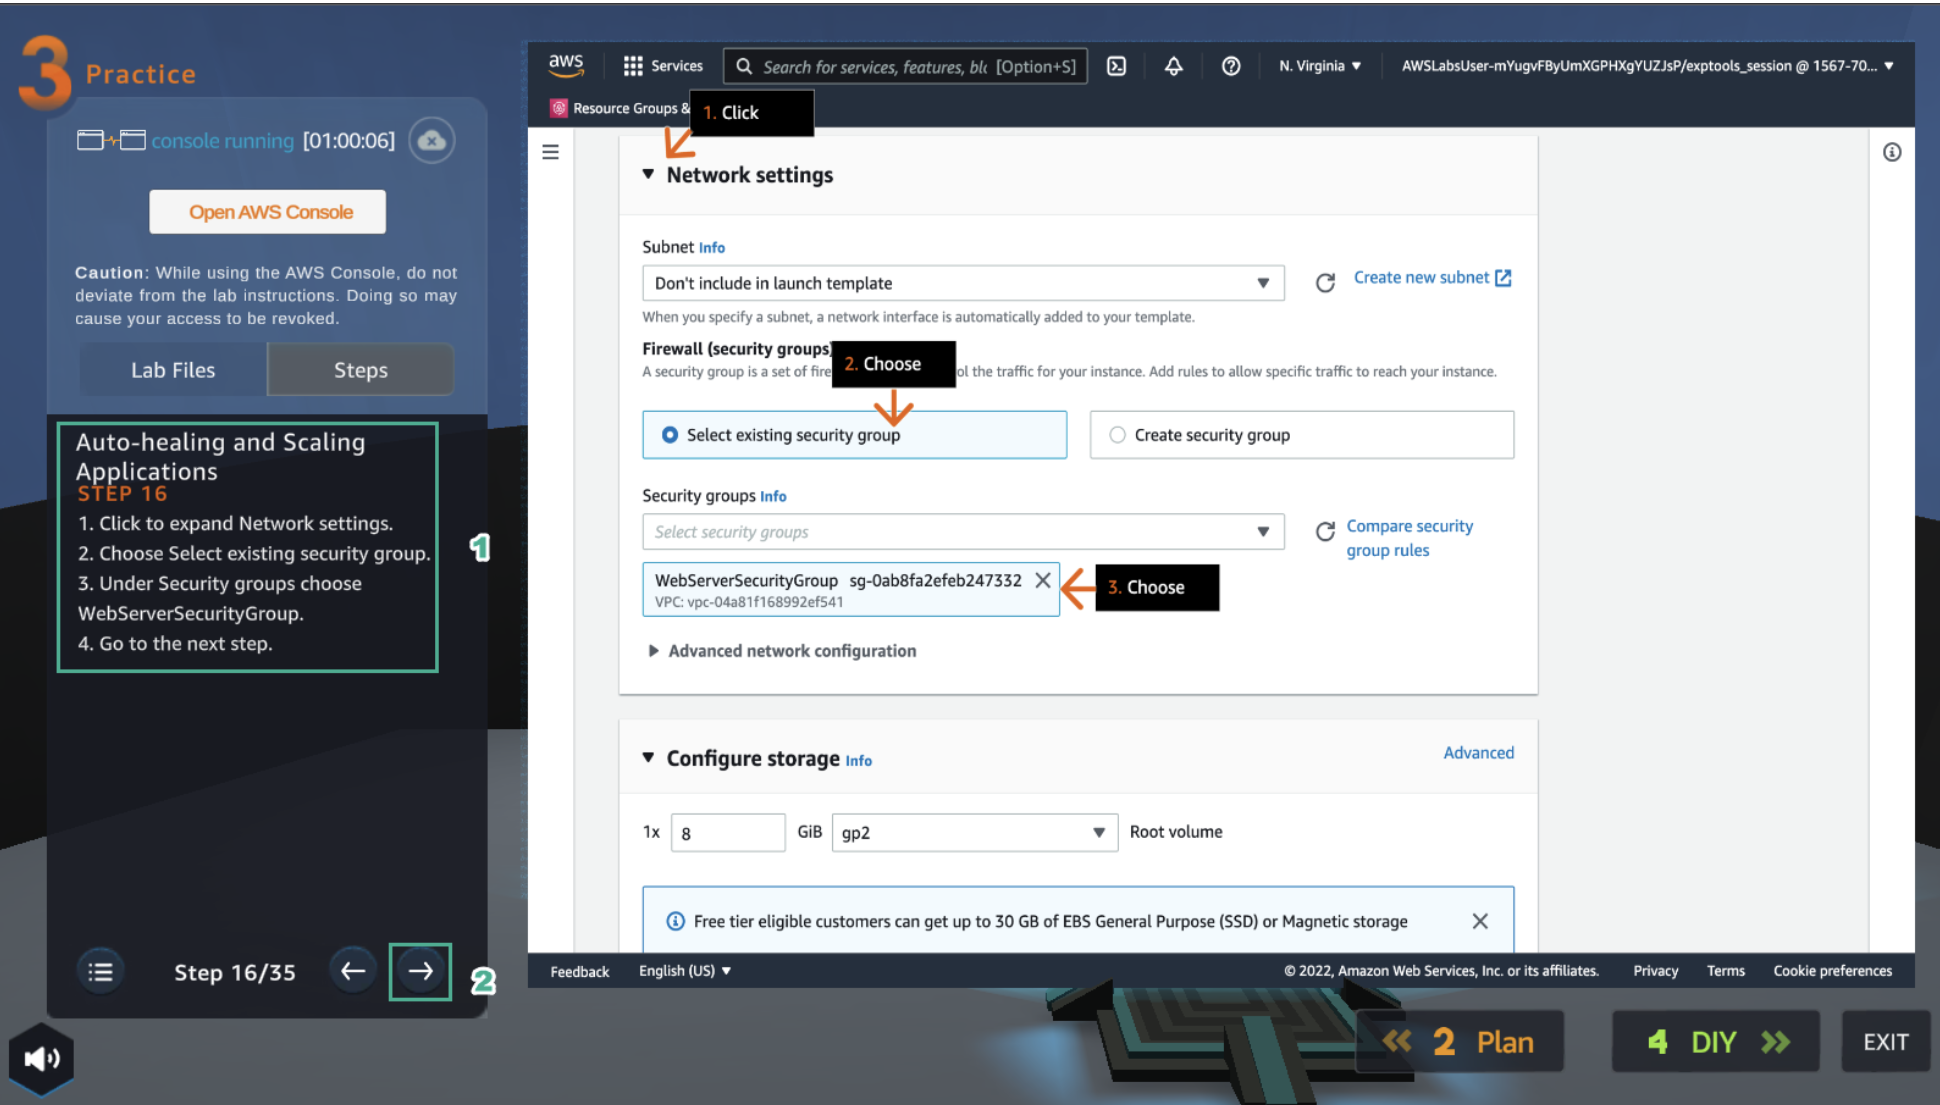 3 Practice
console running [01:00:06]
Open AWS Console
Caution: While using the AWS Console, do not
deviate from the lab instructions. Doing so may
cause your access to be revoked.
Lab Files
Steps
Auto-healing and Scaling
Applications
STEP 16
1. Click to expand Network settings.
2. Choose Select existing security group.
3. Under Security groups choose
WebServerSecurityGroup.
4. Go to the next step.
1
Step 16/35
2
aws
Services
Search for services, features, blo [Option+S]
N. Virginia ▼
AWSLabsUser-mYugvFByUmXGPHXgYUZJsP/exptools_session @ 1567-70... ▼
Resource Groups &
1. Click
Network settings
Subnet Info
Don't include in launch template
Create new subnet
When you specify a subnet, a network interface is automatically added to your template.
Firewall (security groups)
2. Choose
A security group is a set of fire ol the traffic for your instance. Add rules to allow specific traffic to reach your instance.
Select existing security group
Create security group
Security groups Info
Select security groups
Compare security
group rules
WebServerSecurityGroup sg-0ab8fa2efeb247332
VPC: vpc-04a81f168992ef541
3. Choose
Advanced network configuration
Configure storage Info
Advanced
1x 8 GiB gp2 Root volume
Free tier eligible customers can get up to 30 GB of EBS General Purpose (SSD) or Magnetic storage
Feedback
English (US) ▼
© 2022, Amazon Web Services, Inc. or its affiliates.
Privacy
Terms
Cookie preferences
2 Plan
4 DIY
EXIT